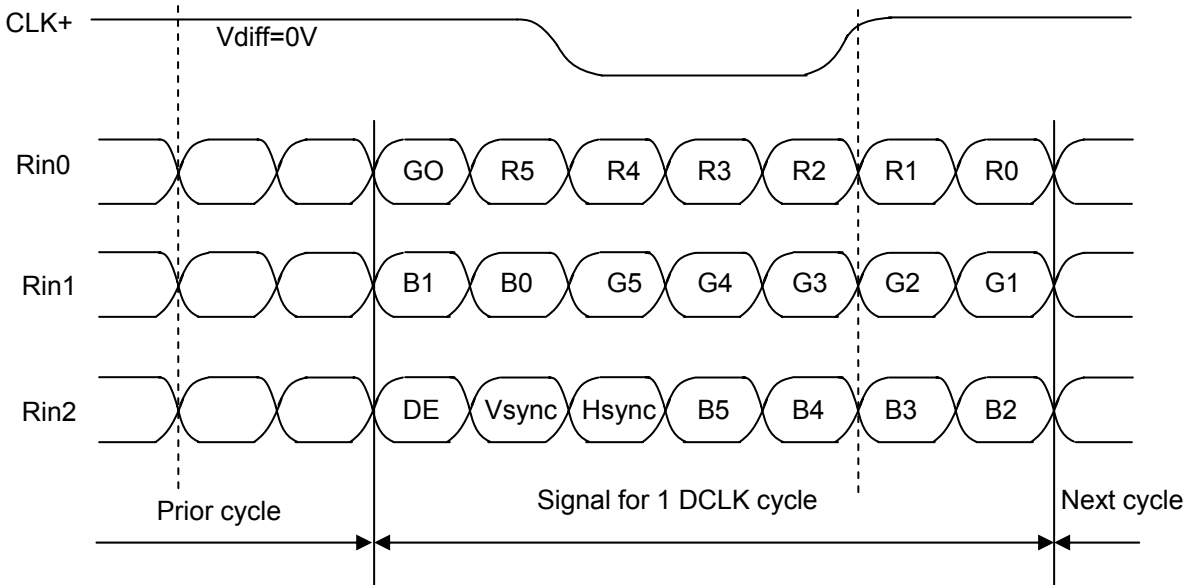 CLK+
Vdiff=0V
Rin0 GO R5 R4 R3 R2 R1 R0
Rin1 B1 B0 G5 G4 G3 G2 G1
Rin2 DE Vsync Hsync B5 B4 B3 B2
Prior cycle Signal for 1 DCLK cycle Next cycle